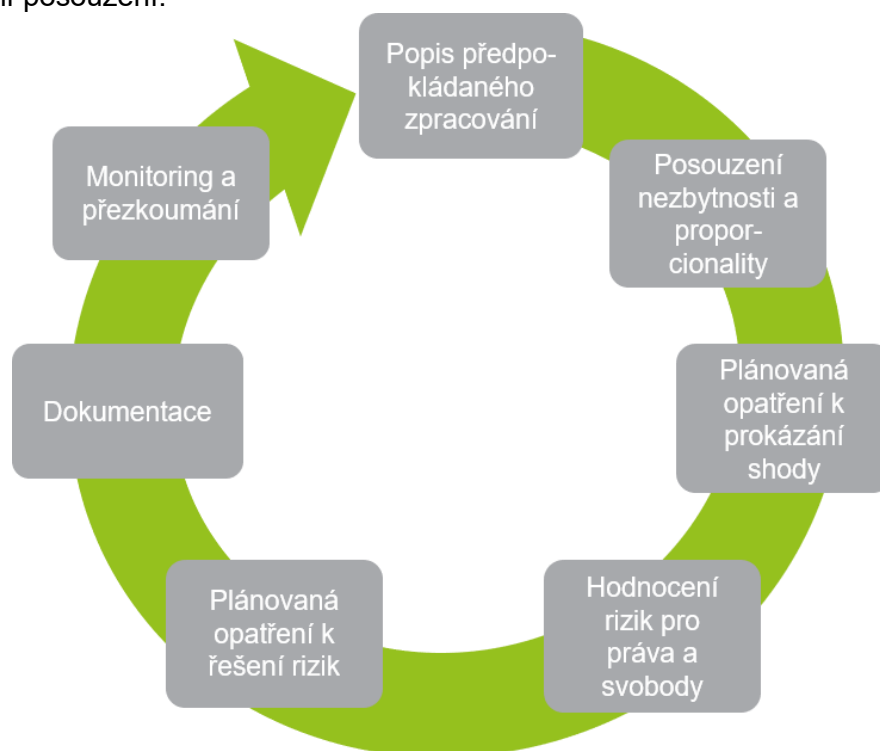 posouzení.
Popis předpo-
kládaného
zpracování
Posouzení
nezbytnosti a
propor-
cionality
Plánovaná
opatření k
prokázání
shody
Hodnocení
rizik pro
práva a
svobody
Plánovaná
opatření k
řešení rizik
Dokumentace
Monitoring a
přezkoumání